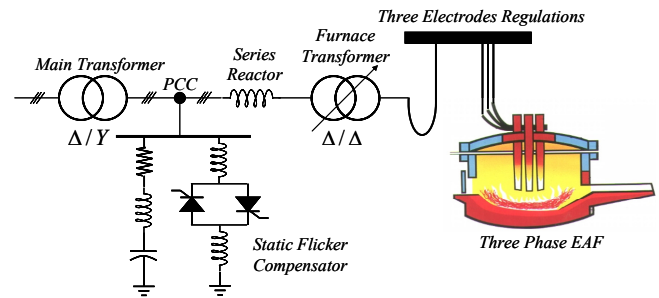 Three Electrodes Regulations
Furnace
Transformer
Series
Reactor
Main Transformer
PCC
Δ/Y
Δ/Δ
Static Flicker
Compensator
Three Phase EAF